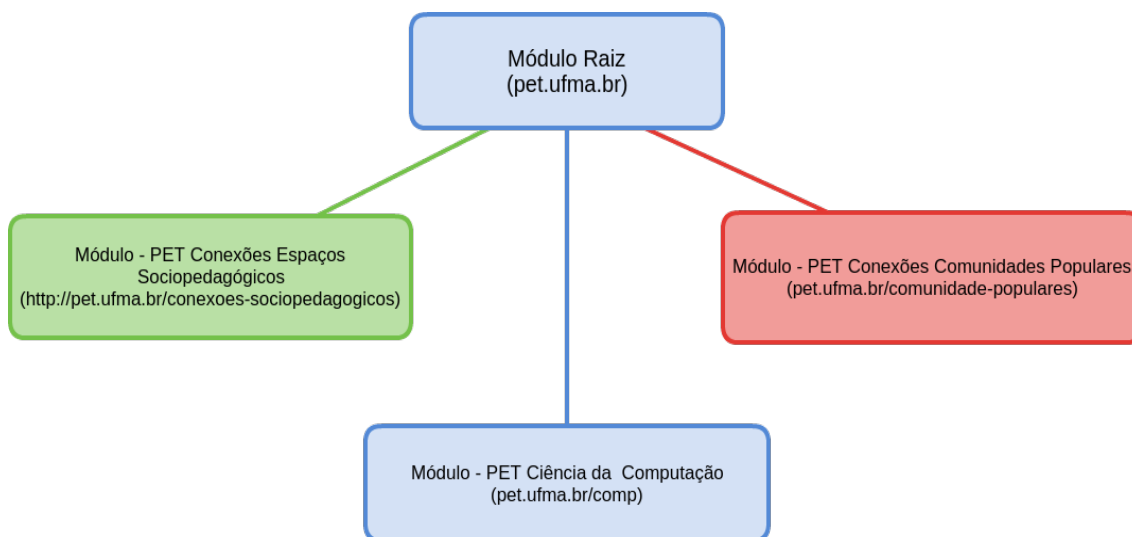 Módulo Raiz
(pet.ufma.br)
Módulo - PET Conexões Espaços
Sociopedagógicos
(http://pet.ufma.br/conexoes-sociopedagogicos)
Módulo - PET Conexões Comunidades Populares
(pet.ufma.br/comunidade-populares)
Módulo - PET Ciência da  Computação
(pet.ufma.br/comp)